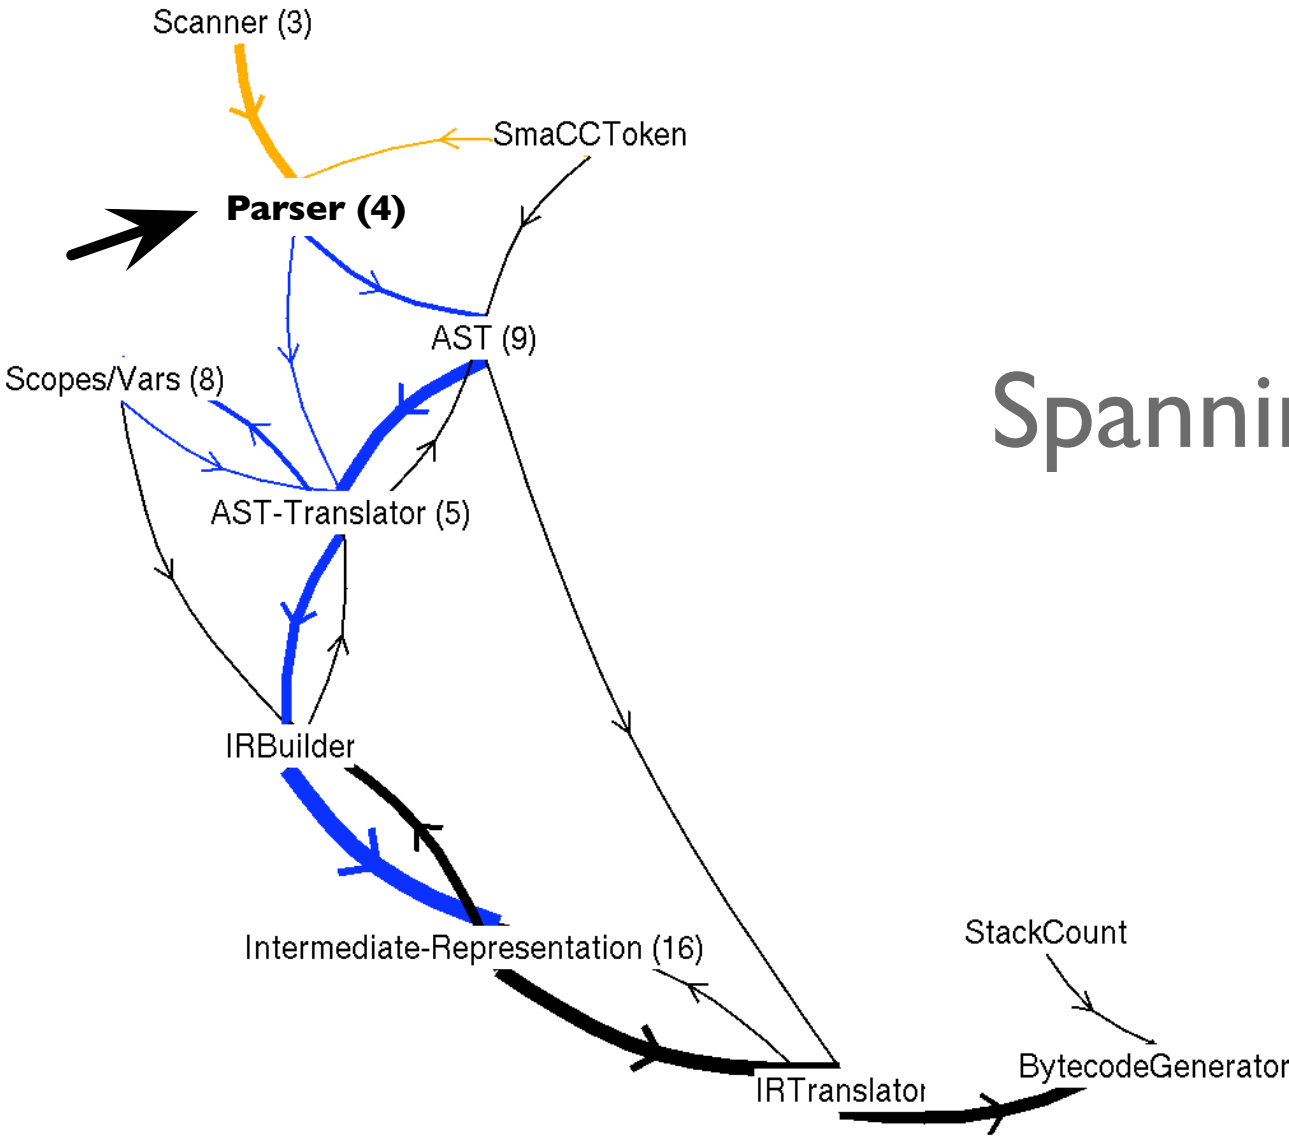 Scanner (3)
SmaCCToken
Parser (4)
AST (9)
Scopes/Vars (8)
Spannin
AST-Translator (5)
IRBuilder
StackCount
Intermediate-Representation (16)
BytecodeGenerator
IRTranslator